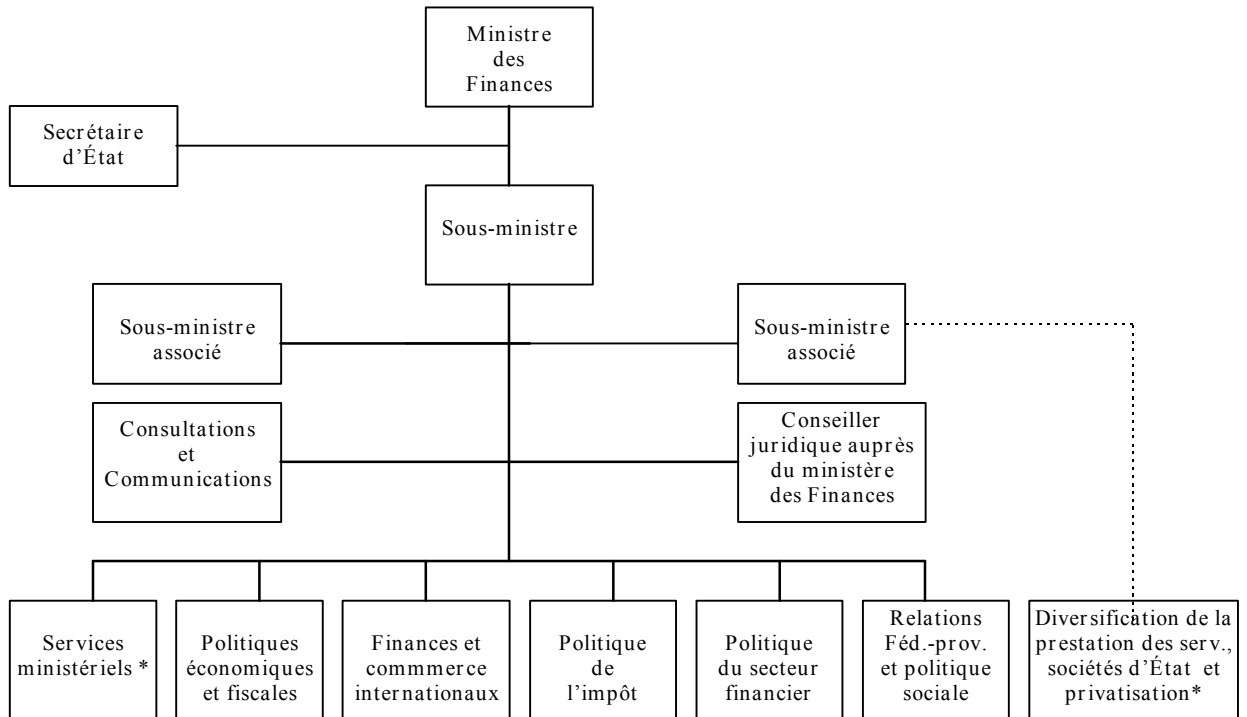 Ministre
des
Finances
Secrétaire
d'État
Sous-ministre
Sous-ministre
associé
Sous-ministre
associé
Consultations
et
Communications
Conseiller
juridique auprès
du ministère
des Finances
Services
ministériels *
Politiques
économiques
et fiscales
Finances et
commmerce
internationaux
Politique
de
l'impôt
Politique
du secteur
financier
Relations
Féd.-prov.
et politique
sociale
Diversification de la
prestation des serv.,
sociétés d'État et
privatisation*